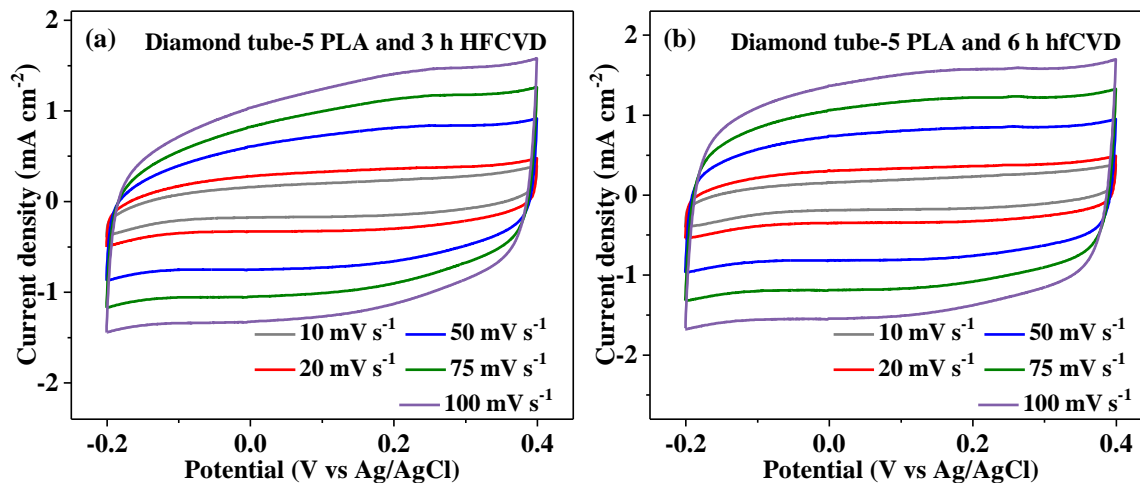 (a) Diamond tube-5 PLA and 3 h HFCVD
Current density (mA cm⁻²)
2
1
0
-1
-2
10 mV s⁻¹ 50 mV s⁻¹
20 mV s⁻¹ 75 mV s⁻¹
100 mV s⁻¹
-0.2 0.0 0.2 0.4
Potential (V vs Ag/AgCl)
(b) Diamond tube-5 PLA and 6 h hfCVD
Current density (mA cm⁻²)
2
1
0
-1
-2
10 mV s⁻¹ 50 mV s⁻¹
20 mV s⁻¹ 75 mV s⁻¹
100 mV s⁻¹
-0.2 0.0 0.2 0.4
Potential (V vs Ag/AgCl)